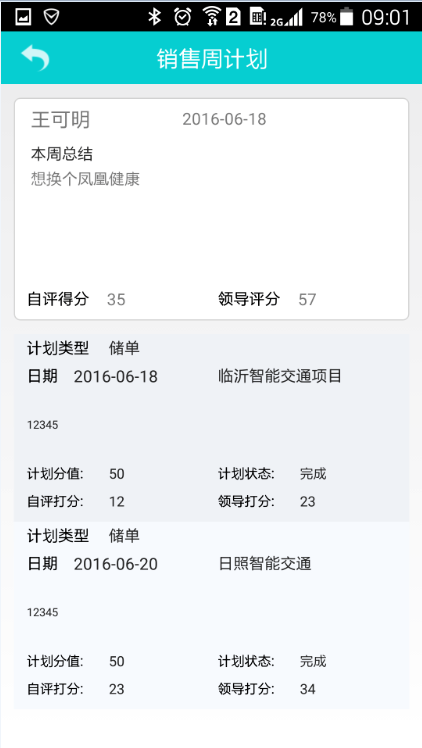 2 2G 78% 09:01
销售周计划
王可明 2016-06-18
本周总结
想换个凤凰健康
自评得分 35 领导评分 57
计划类型 储单
日期 2016-06-18 临沂智能交通项目
12345
计划分值: 50 计划状态: 完成
自评打分: 12 领导打分: 23
计划类型 储单
日期 2016-06-20 日照智能交通
12345
计划分值: 50 计划状态: 完成
自评打分: 23 领导打分: 34